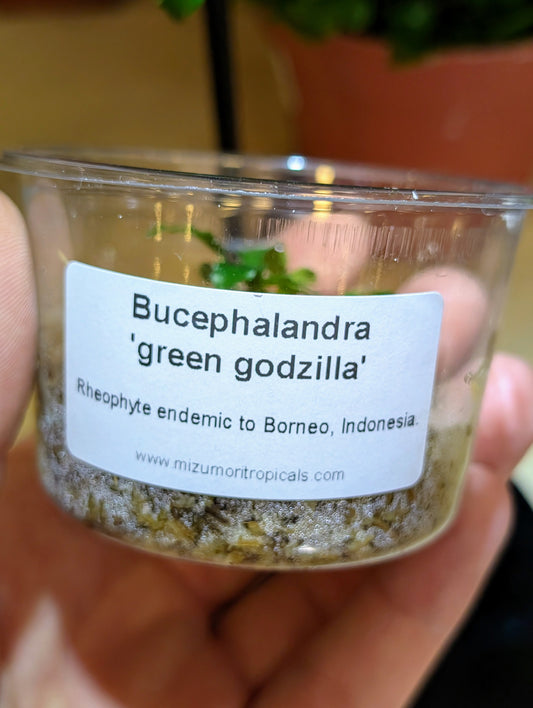 Bucephalandra
'green godzilla'
Rheophyte endemic to Borneo, Indonesia.
www.mizumoritropicals.com